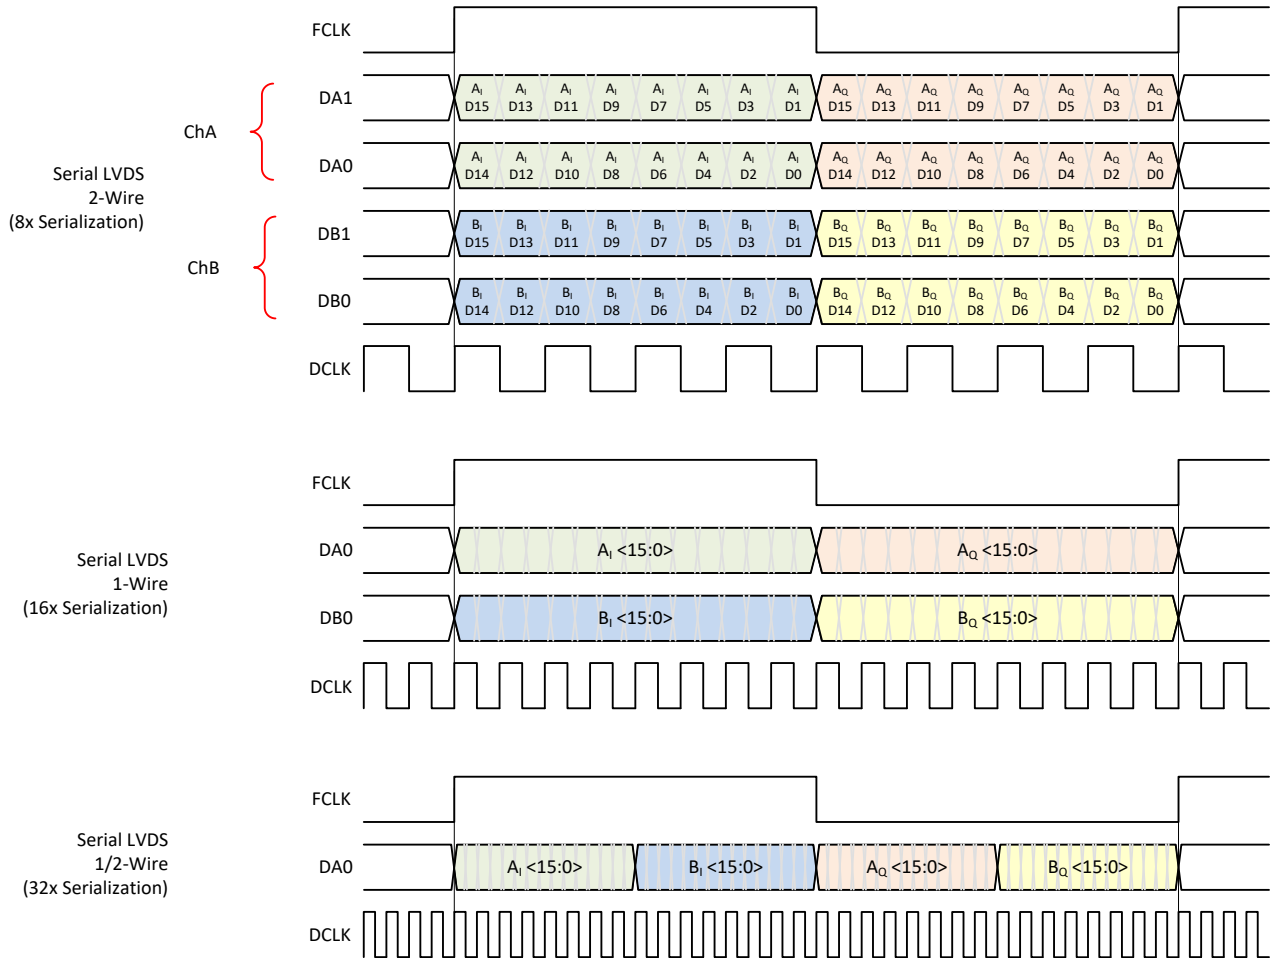 FCLK
DA1
A_I A_I A_I A_I A_I A_I A_I A_I A_Q A_Q A_Q A_Q A_Q A_Q A_Q A_Q
D15 D13 D11 D9 D7 D5 D3 D1 D15 D13 D11 D9 D7 D5 D3 D1
ChA
DA0
A_I A_I A_I A_I A_I A_I A_I A_I A_Q A_Q A_Q A_Q A_Q A_Q A_Q A_Q
D14 D12 D10 D8 D6 D4 D2 D0 D14 D12 D10 D8 D6 D4 D2 D0
Serial LVDS
2-Wire
(8x Serialization)
DB1
B_I B_I B_I B_I B_I B_I B_I B_I B_Q B_Q B_Q B_Q B_Q B_Q B_Q B_Q
D15 D13 D11 D9 D7 D5 D3 D1 D15 D13 D11 D9 D7 D5 D3 D1
ChB
DB0
B_I B_I B_I B_I B_I B_I B_I B_I B_Q B_Q B_Q B_Q B_Q B_Q B_Q B_Q
D14 D12 D10 D8 D6 D4 D2 D0 D14 D12 D10 D8 D6 D4 D2 D0
DCLK
FCLK
Serial LVDS
1-Wire
(16x Serialization)
DA0 A_I <15:0> A_Q <15:0>
DB0 B_I <15:0> B_Q <15:0>
DCLK
FCLK
Serial LVDS
1/2-Wire
(32x Serialization)
DA0 A_I <15:0> B_I <15:0> A_Q <15:0> B_Q <15:0>
DCLK